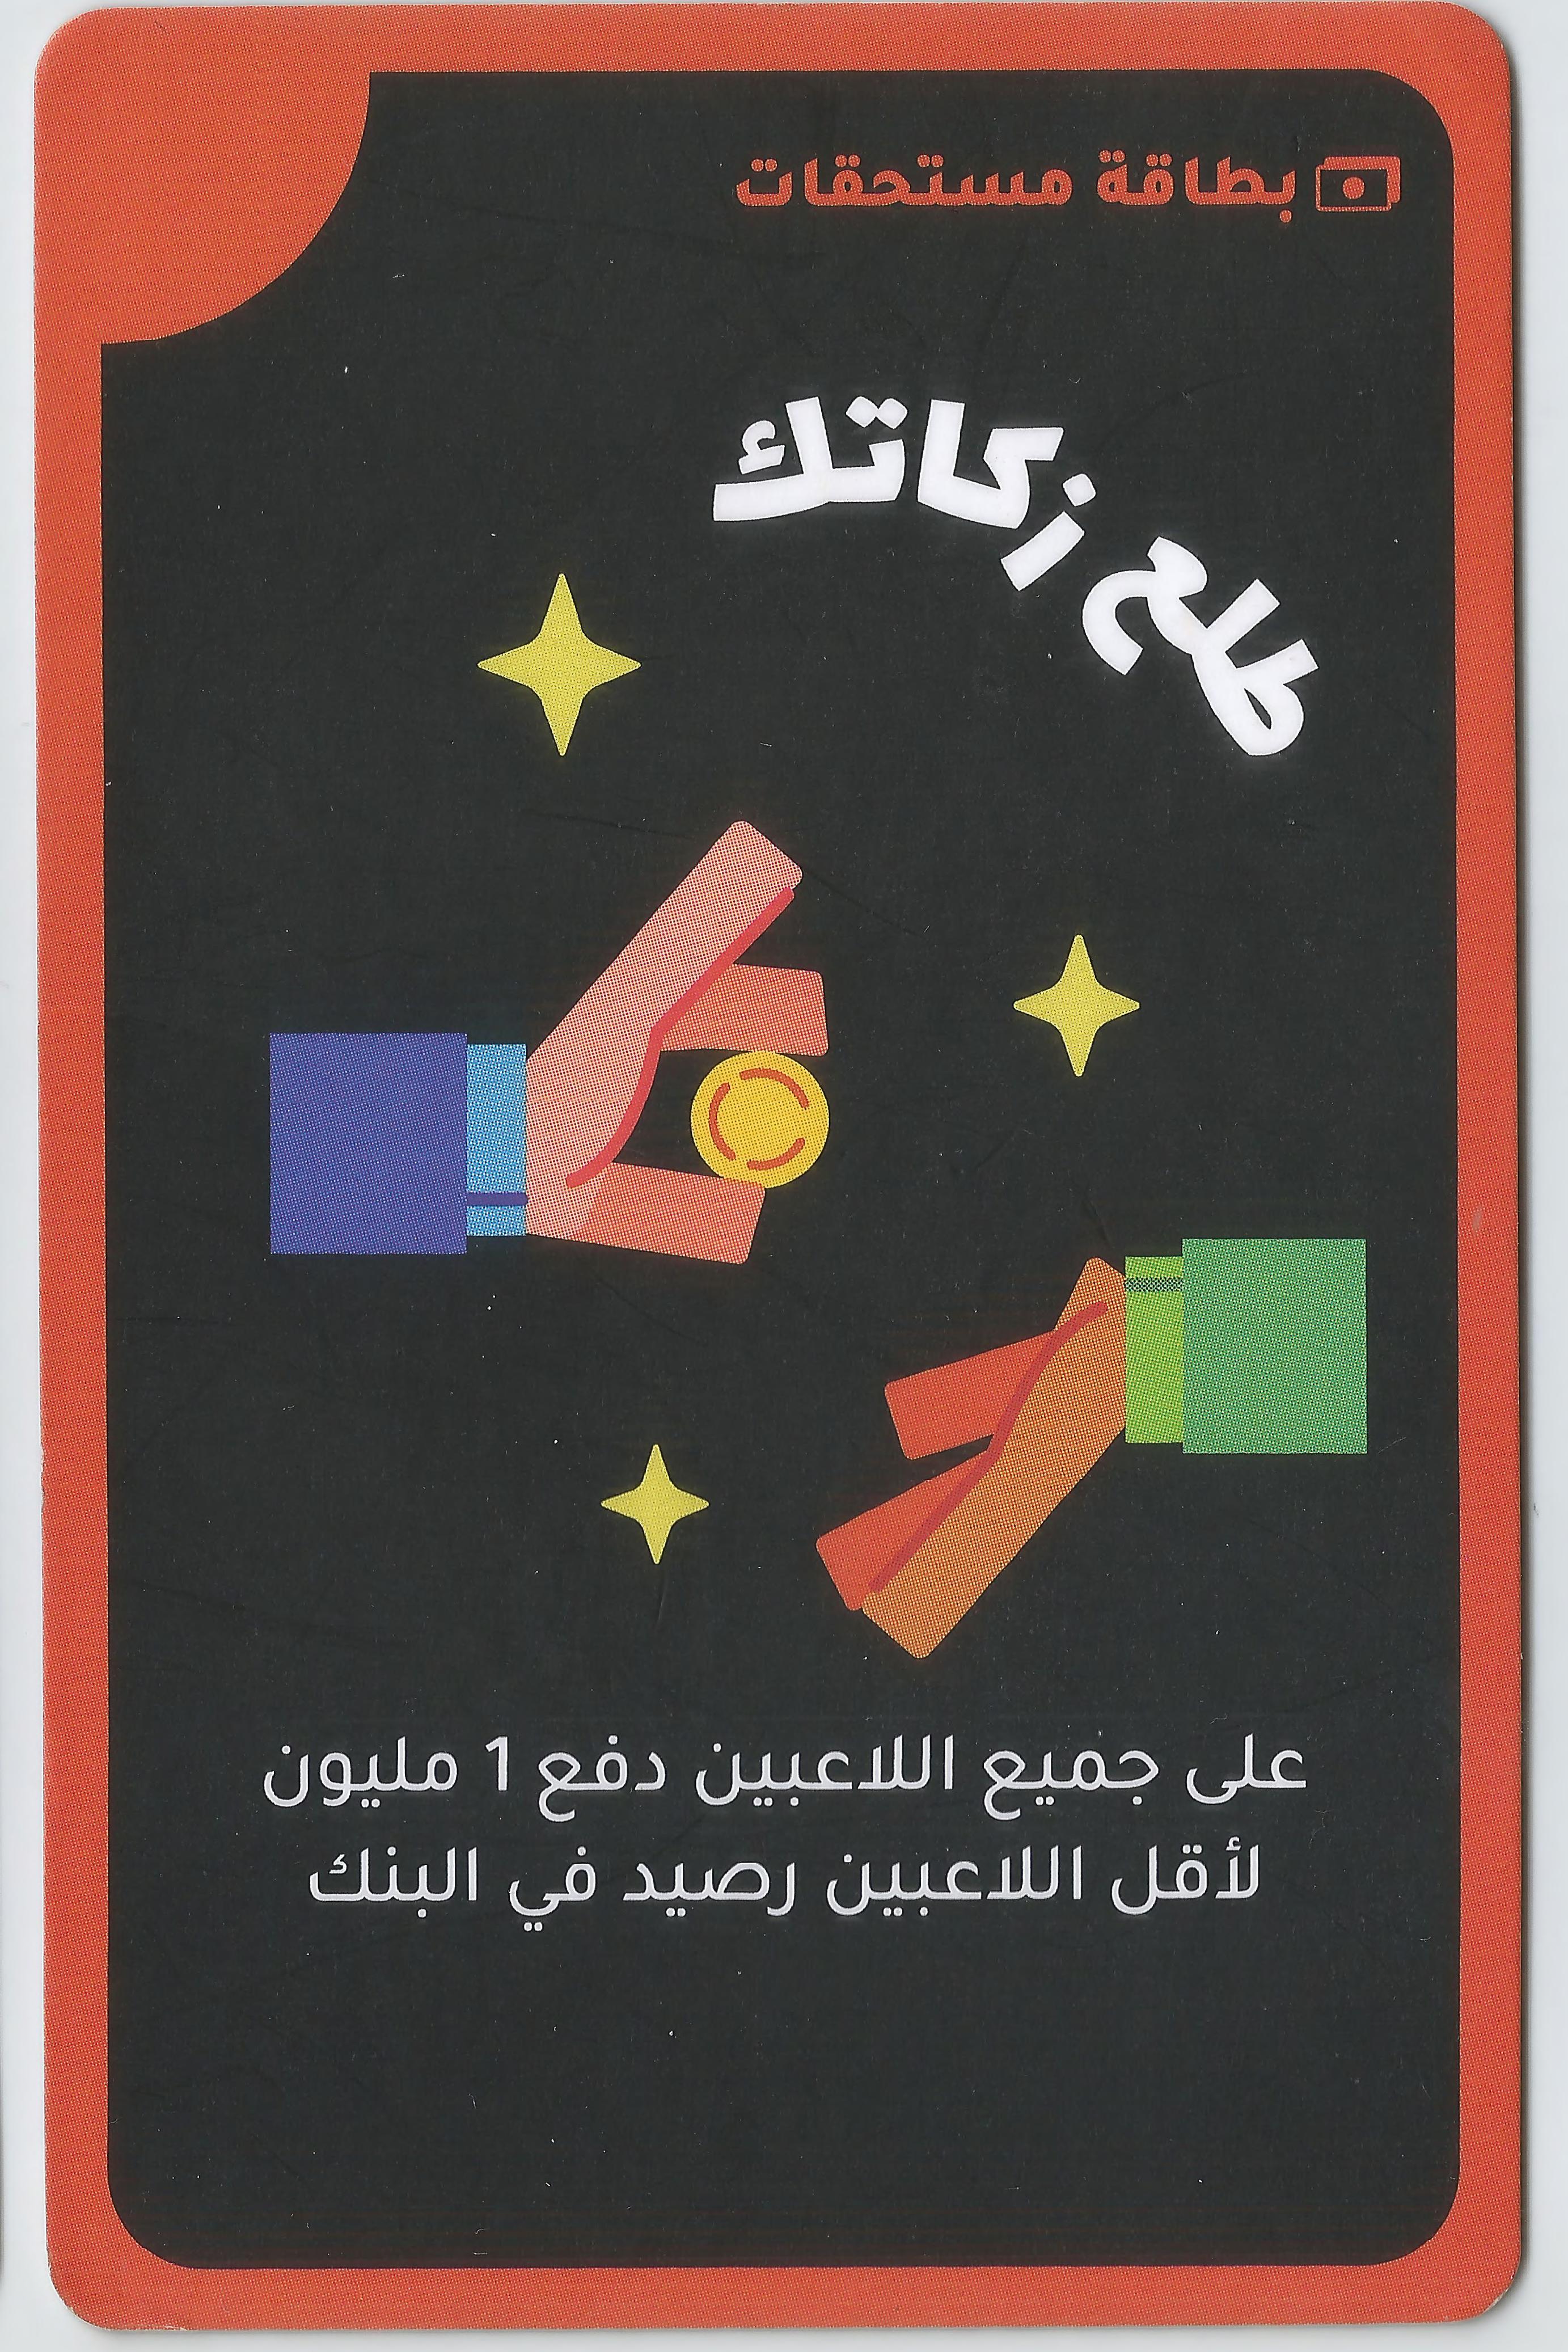 بطاقة مستحقات
طلع زكاتك
على جميع اللاعبين دفع 1 مليون
لأقل اللاعبين رصيد في البنك